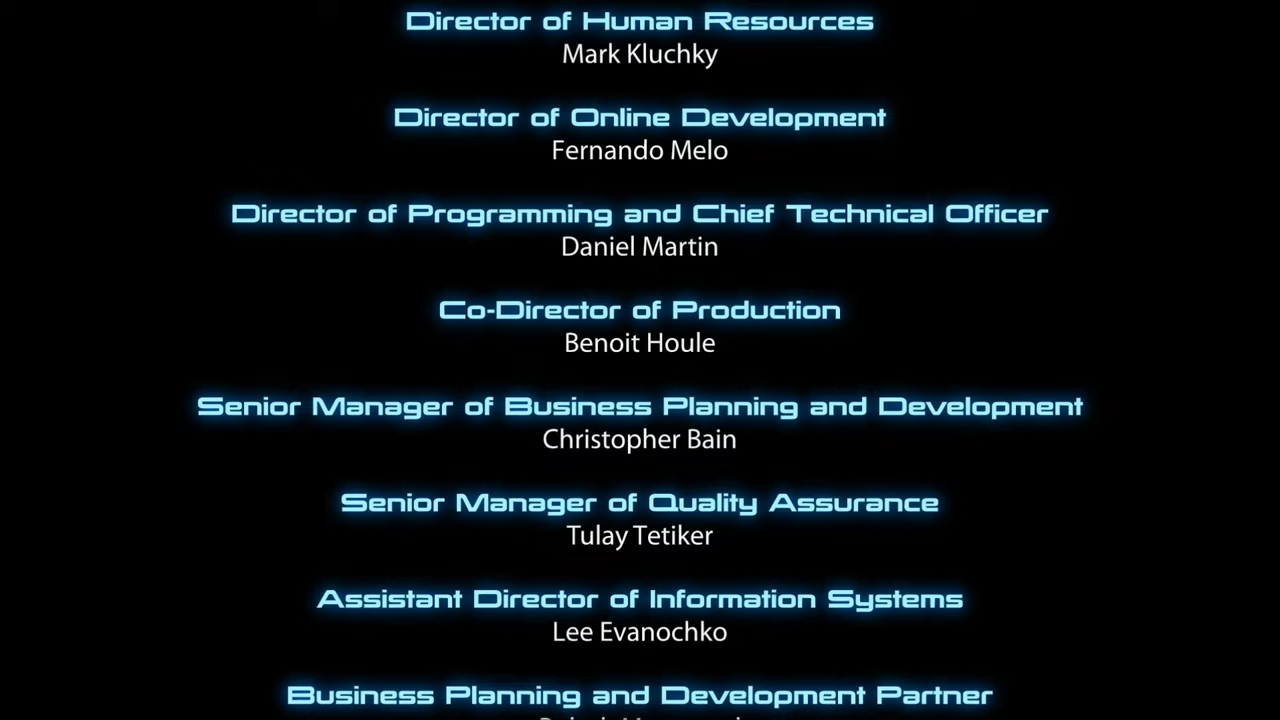 Director of Human Resources
Mark Kluchky
Director of Online Development
Fernando Melo
Director of Programming and Chief Technical Officer
Daniel Martin
Co-Director of Production
Benoit Houle
Senior Manager of Business Planning and Development
Christopher Bain
Senior Manager of Quality Assurance
Tulay Tetiker
Assistant Director of Information Systems
Lee Evanochko
Business Planning and Development Partner